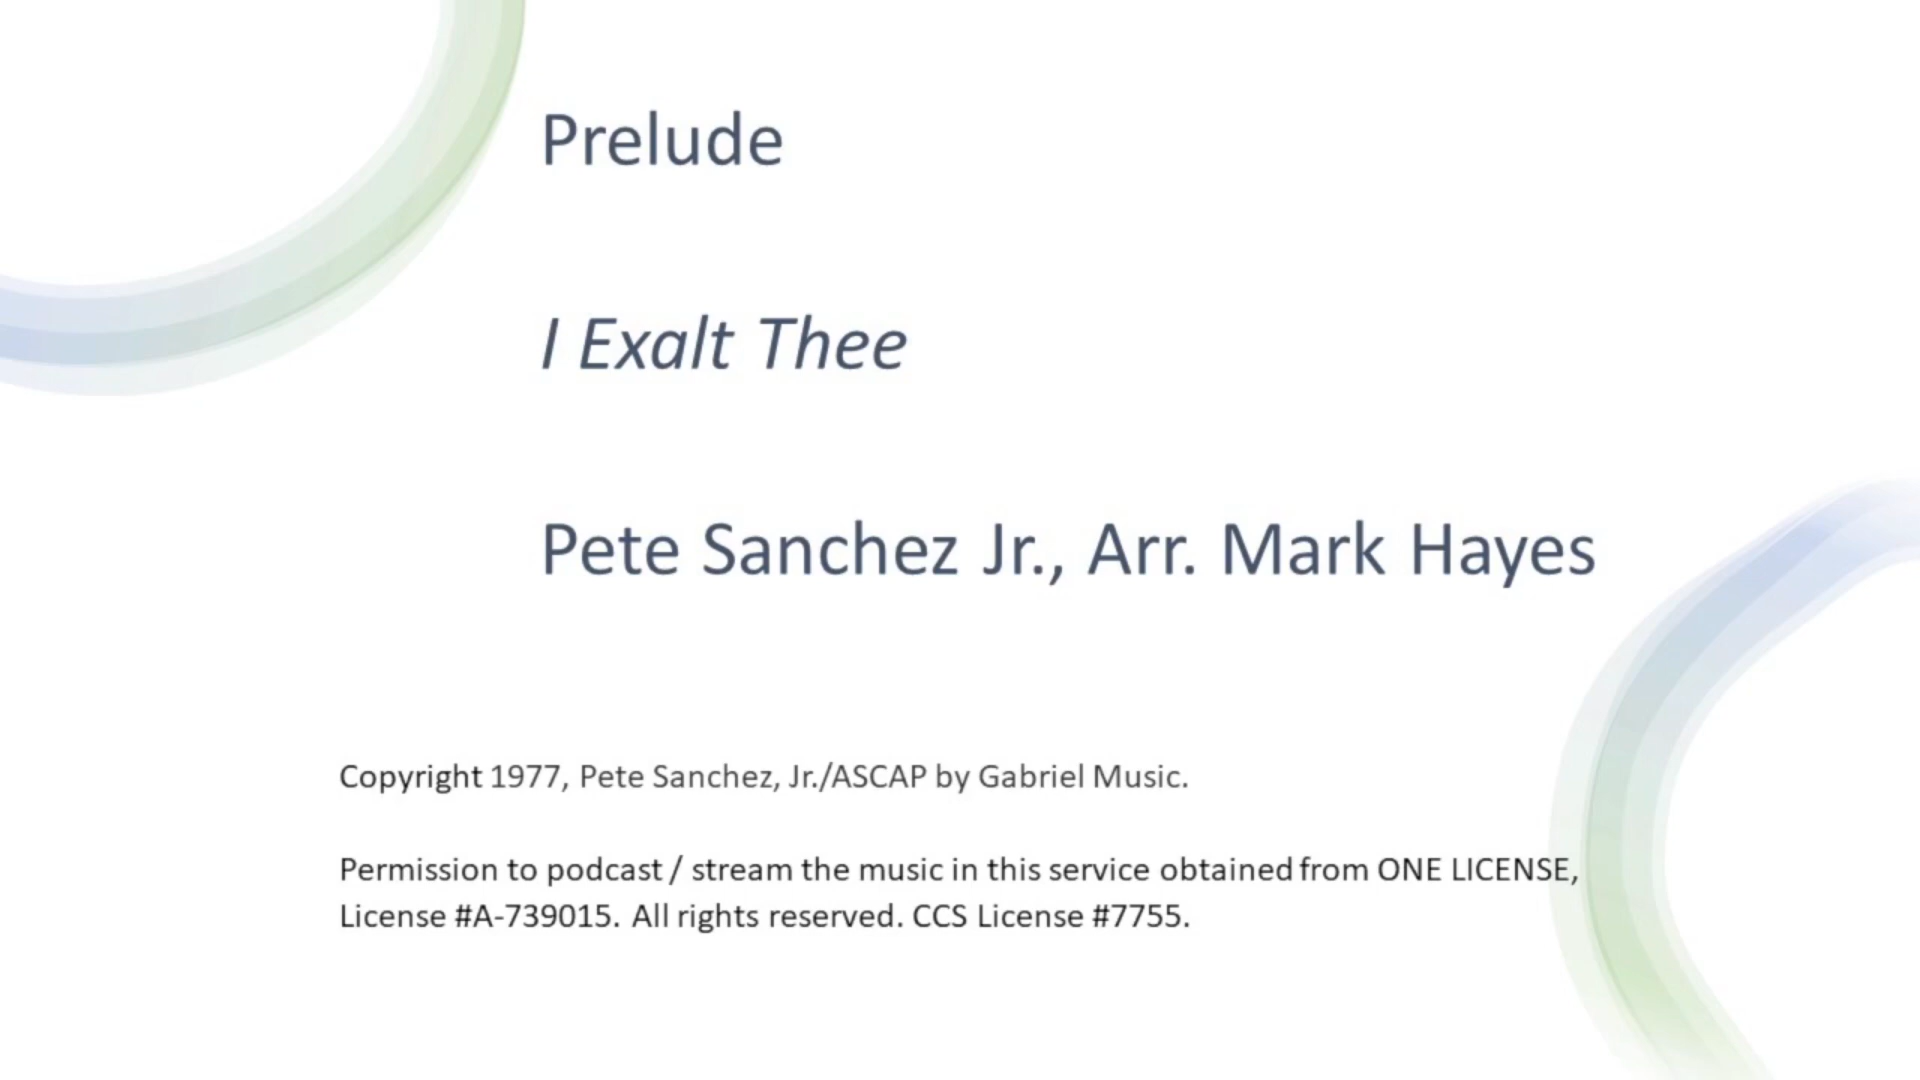 Prelude
I Exalt Thee
Pete Sanchez Jr., Arr. Mark Hayes
Copyright 1977, Pete Sanchez, Jr./ASCAP by Gabriel Music.
Permission to podcast / stream the music in this service obtained from ONE LICENSE,
License #A-739015. All rights reserved. CCS License #7755.